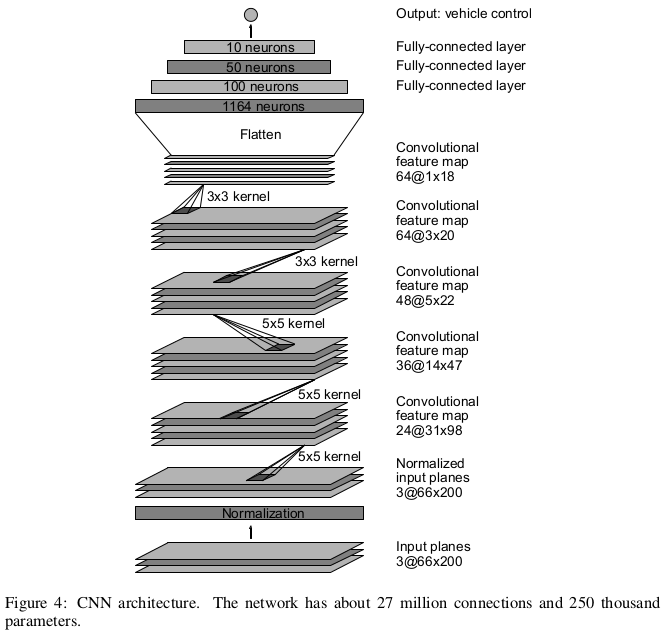 Output: vehicle control
10 neurons
Fully-connected layer
50 neurons
Fully-connected layer
100 neurons
Fully-connected layer
1164 neurons
Flatten
Convolutional
feature map
64@1x18
3x3 kernel
Convolutional
feature map
64@3x20
3x3 kernel
Convolutional
feature map
48@5x22
5x5 kernel
Convolutional
feature map
36@14x47
5x5 kernel
Convolutional
feature map
24@31x98
5x5 kernel
Normalized
input planes
3@66x200
Normalization
Input planes
3@66x200
Figure 4: CNN architecture. The network has about 27 million connections and 250 thousand
parameters.